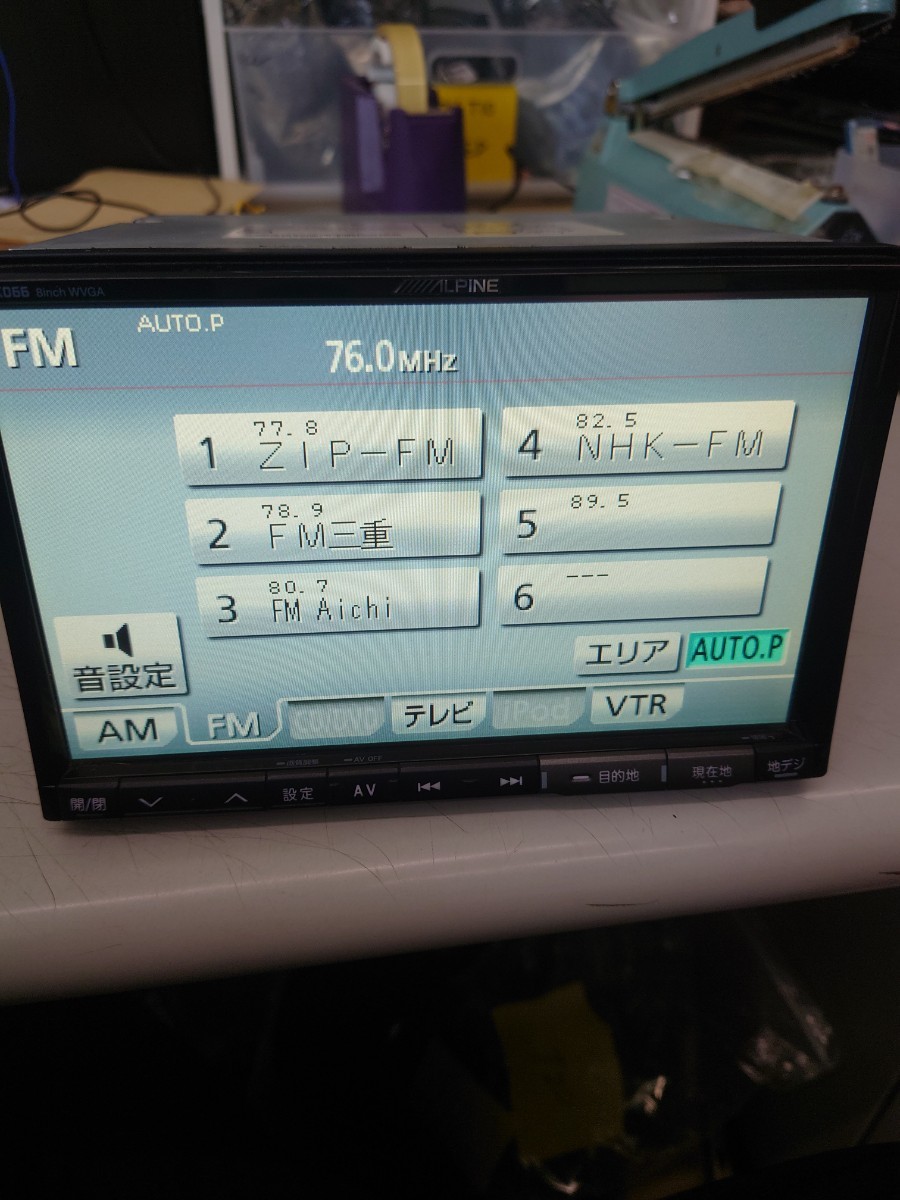 8inch WVGA
ALPINE
FM
AUTO.P
76.0MHz
1 77.8 ZIP-FM
4 82.5 NHK-FM
2 78.9 FM三重
5 89.5
3 80.7 FM Aichi
6 ---
エリア AUTO.P
音設定
AM FM テレビ iPod VTR
AV OFF
開/閉 設定 AV 目的地 現在地 地デジ